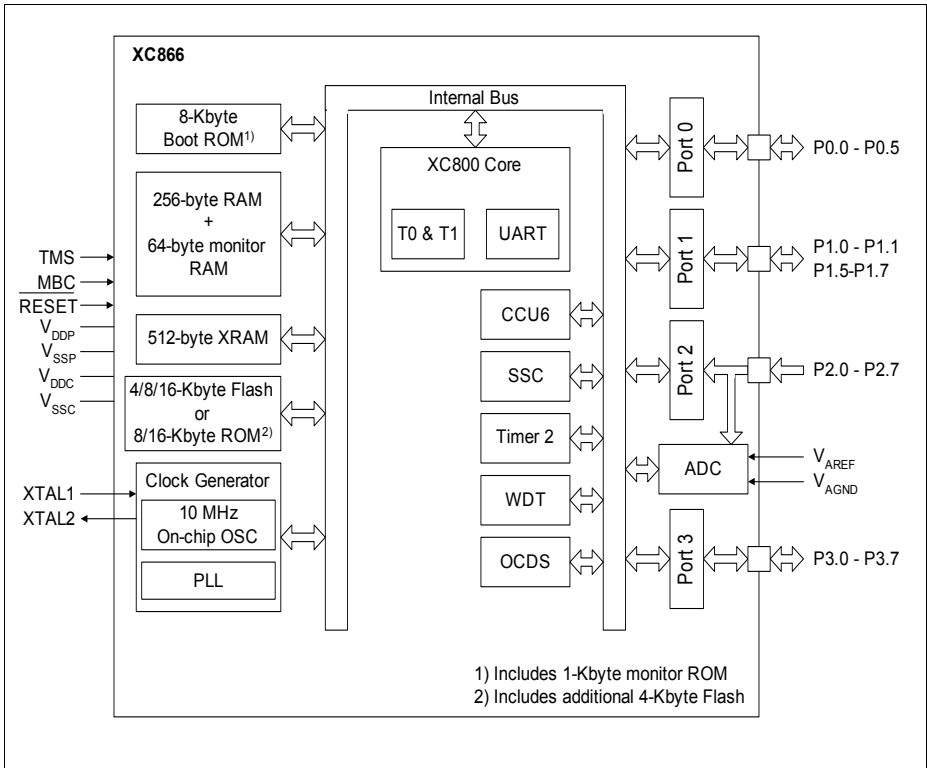 XC866
Internal Bus
8-Kbyte
Boot ROM1)
256-byte RAM
+
64-byte monitor
RAM
512-byte XRAM
4/8/16-Kbyte Flash
or
8/16-Kbyte ROM2)
Clock Generator
10 MHz
On-chip OSC
PLL
TMS
MBC
RESET
VDDP
VSSP
VDDC
VSSC
XTAL1
XTAL2
XC800 Core
T0 & T1
UART
CCU6
SSC
Timer 2
WDT
OCDS
Port 0
Port 1
Port 2
ADC
Port 3
P0.0 - P0.5
P1.0 - P1.1
P1.5-P1.7
P2.0 - P2.7
VAREF
VAGND
P3.0 - P3.7
1) Includes 1-Kbyte monitor ROM
2) Includes additional 4-Kbyte Flash